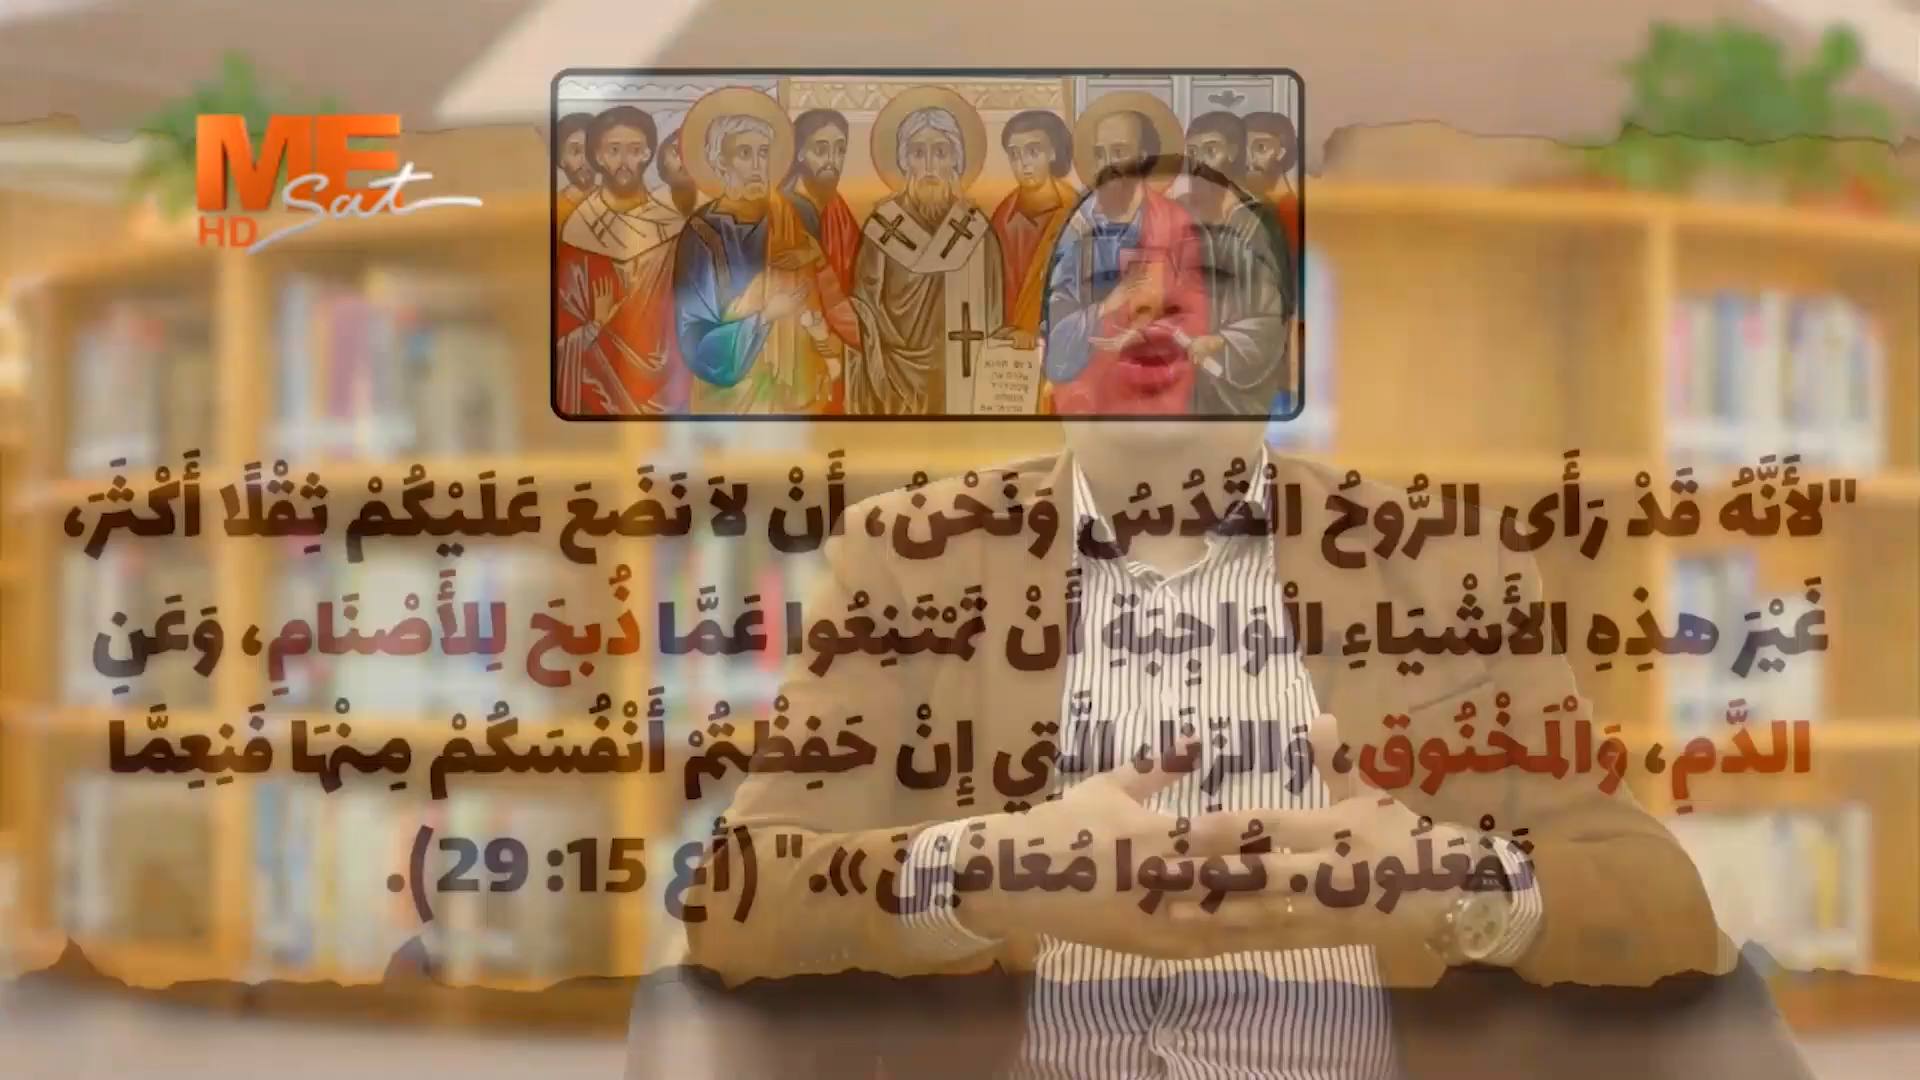 ME
Sat
HD
"لأَنَّهُ قَدْ رَأَى الرُّوحُ الْقُدُسُ وَنَحْنُ، أَنْ لاَ نَضَعَ عَلَيْكُمْ ثِقْلًا أَكْثَرَ،
غَيْرَ هذِهِ الأَشْيَاءِ الْوَاجِبَةِ أَنْ تَمْتَنِعُوا عَمَّا ذُبحَ لِلأَصْنَامِ، وَعَنِ
الدَّمِ، وَالْمَخْنُوقِ، وَالزِّنَا، الَّتِي إِنْ حَفِظْتُمْ أَنْفُسَكُمْ مِنْهَا فَنِعِمَّا
تَفْعَلُونَ. كُونُوا مُعَافَيْنَ»." (أع 15: 29).